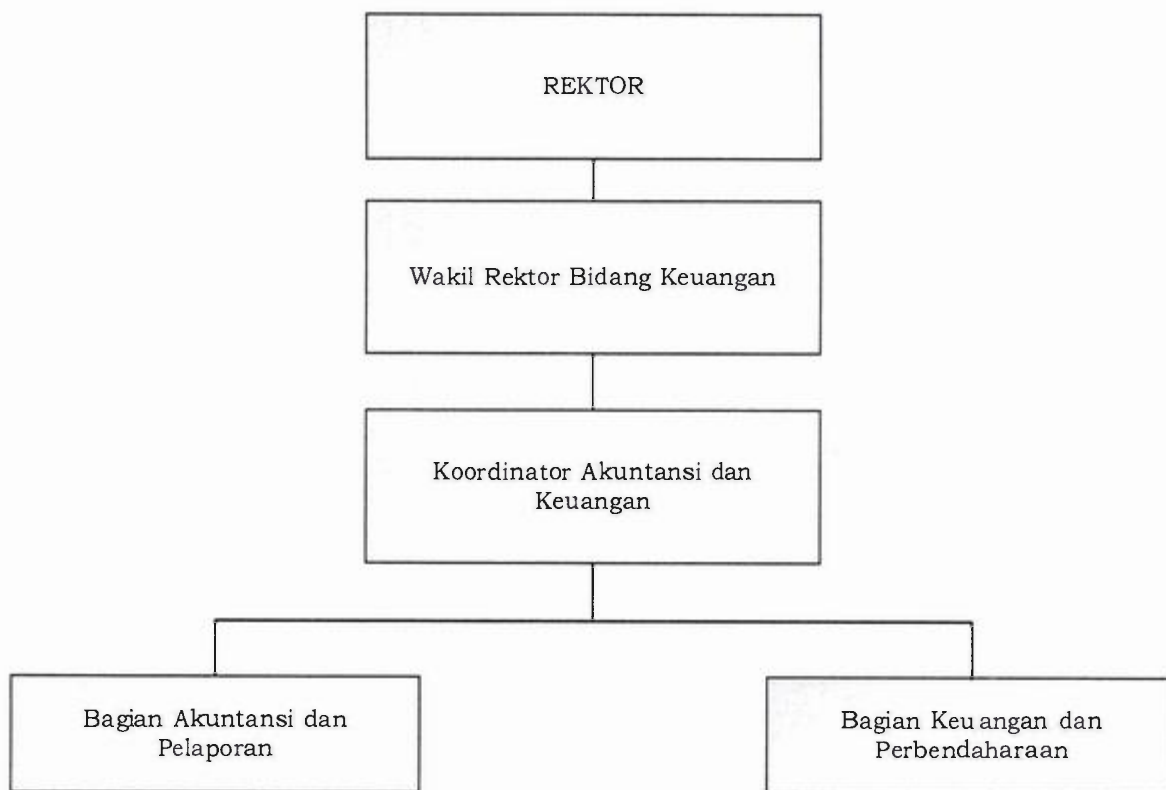 REKTOR
Wakil Rektor Bidang Keuangan
Koordinator Akuntansi dan
Keuangan
Bagian Akuntansi dan
Pelaporan
Bagian Keuangan dan
Perbendaharaan